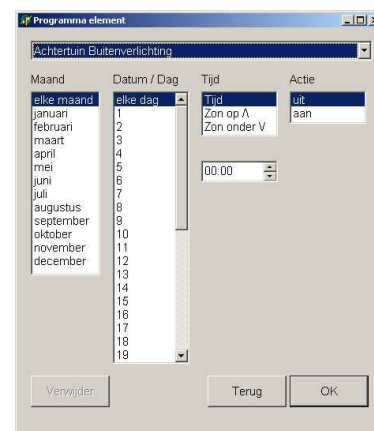 Programma element
Achtertuin Buitenverlichting
Maand
elke maand
januari
februari
maart
april
mei
juni
juli
augustus
september
oktober
november
december
Datum / Dag
elke dag
1
2
3
4
5
6
7
8
9
10
11
12
13
14
15
16
17
18
19
Tijd
Tijd
Zon op Λ
Zon onder V
00:00
Actie
uit
aan
Verwijder
Terug
OK